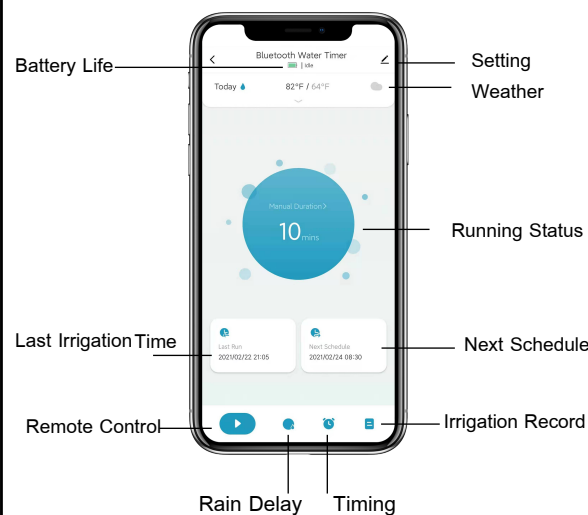 Bluetooth Water Timer
| Idle
Battery Life
Setting
Today 82°F / 64°F
Weather
Manual Duration >
10 mins
Running Status
Last Run
2021/02/22 21:05
Next Schedule
2021/02/24 08:30
Last Irrigation Time
Next Schedule
Remote Control
Irrigation Record
Rain Delay
Timing